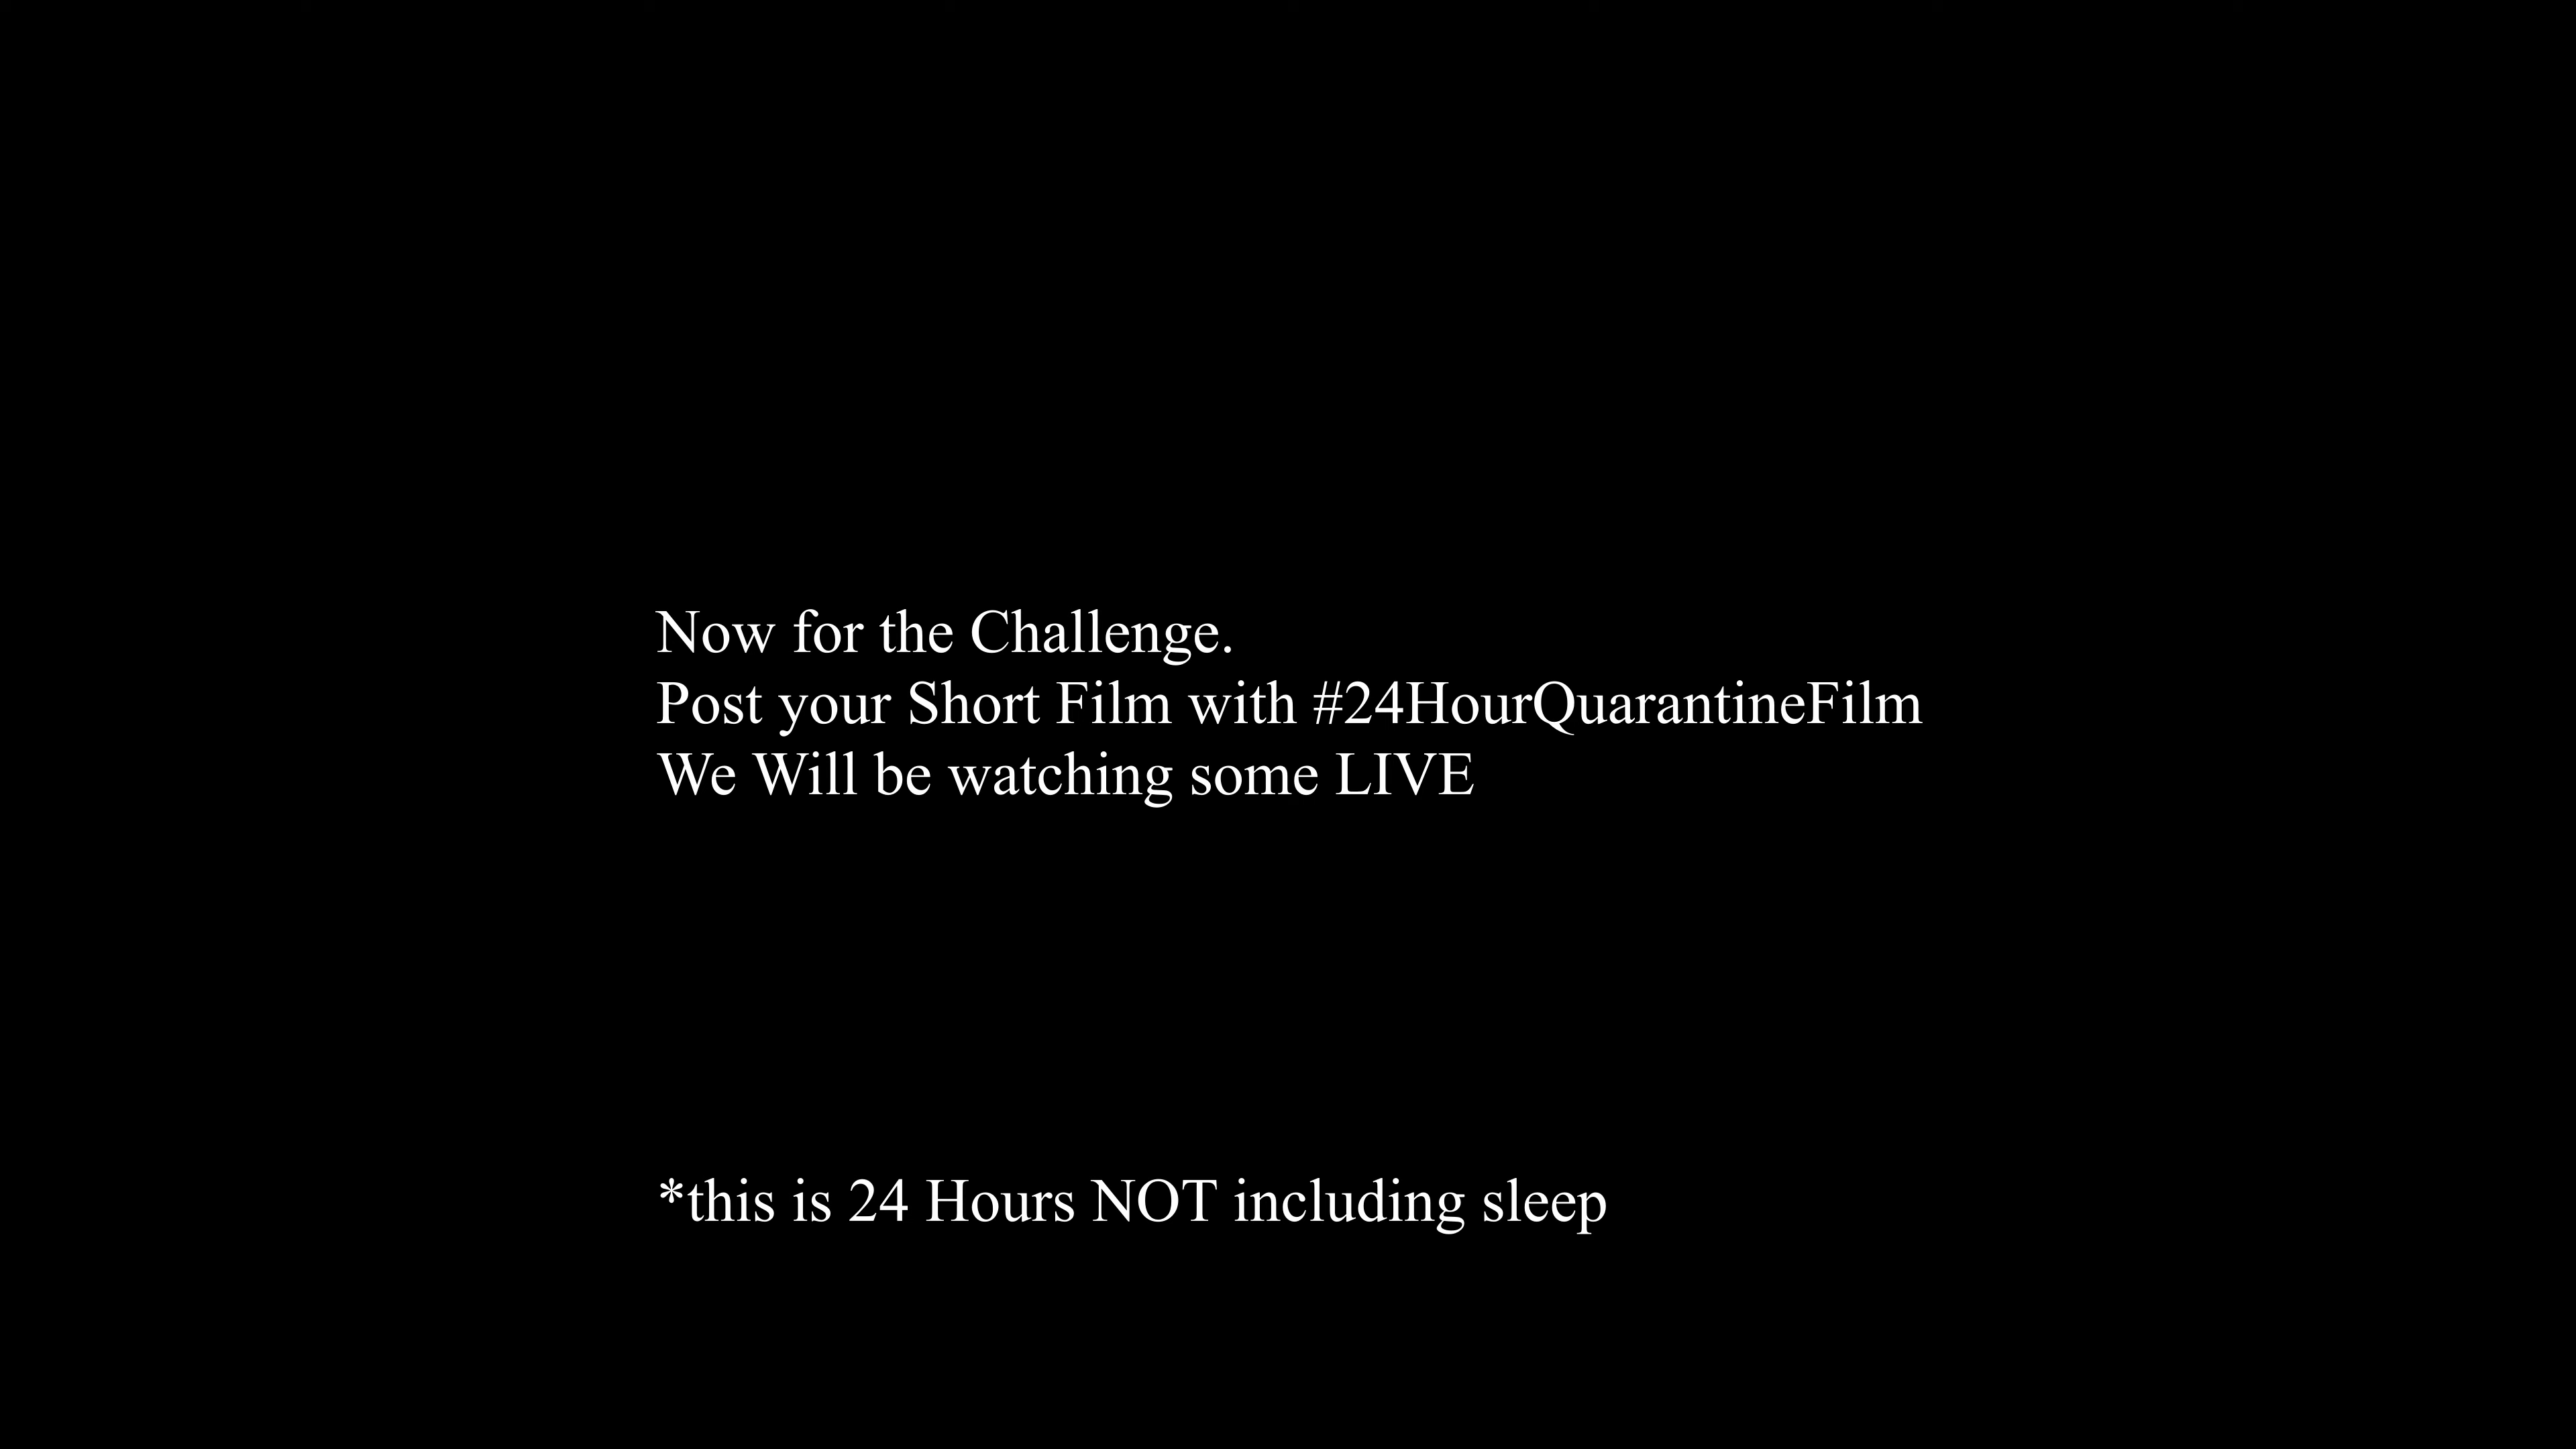 Now for the Challenge.
Post your Short Film with #24HourQuarantineFilm
We Will be watching some LIVE
*this is 24 Hours NOT including sleep